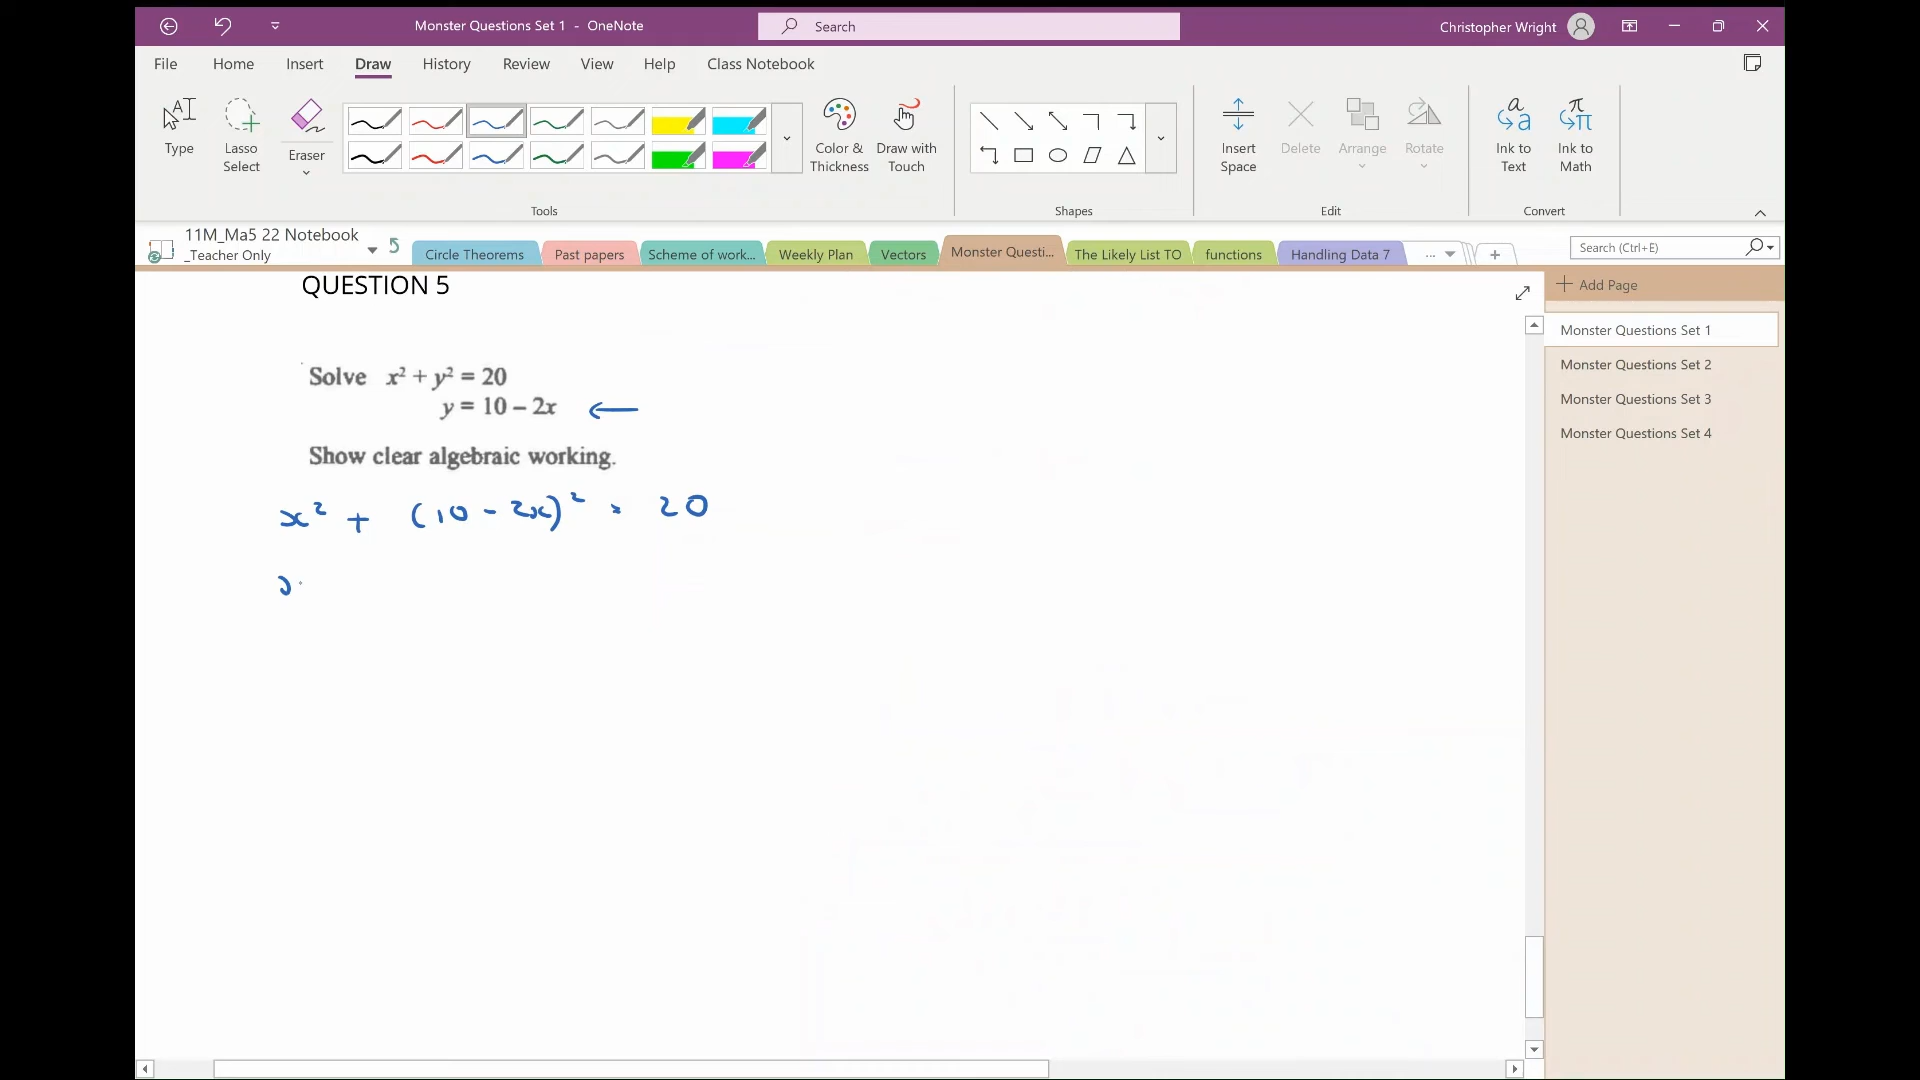 Monster Questions Set 1 - OneNote
Search
Christopher Wright
File Home Insert Draw History Review View Help Class Notebook
Type
Lasso Select
Eraser
Color & Thickness
Draw with Touch
Insert Space
Delete
Arrange
Rotate
Ink to Text
Ink to Math
Tools
Shapes
Edit
Convert
11M_Ma5 22 Notebook
_Teacher Only
Circle Theorems Past papers Scheme of work... Weekly Plan Vectors Monster Questi... The Likely List TO functions Handling Data 7 ...
Search (Ctrl+E)
Add Page
Monster Questions Set 1
Monster Questions Set 2
Monster Questions Set 3
Monster Questions Set 4
QUESTION 5
Solve x² + y² = 20
y = 10 – 2x
Show clear algebraic working.
x² + (10 - 2x)² = 20